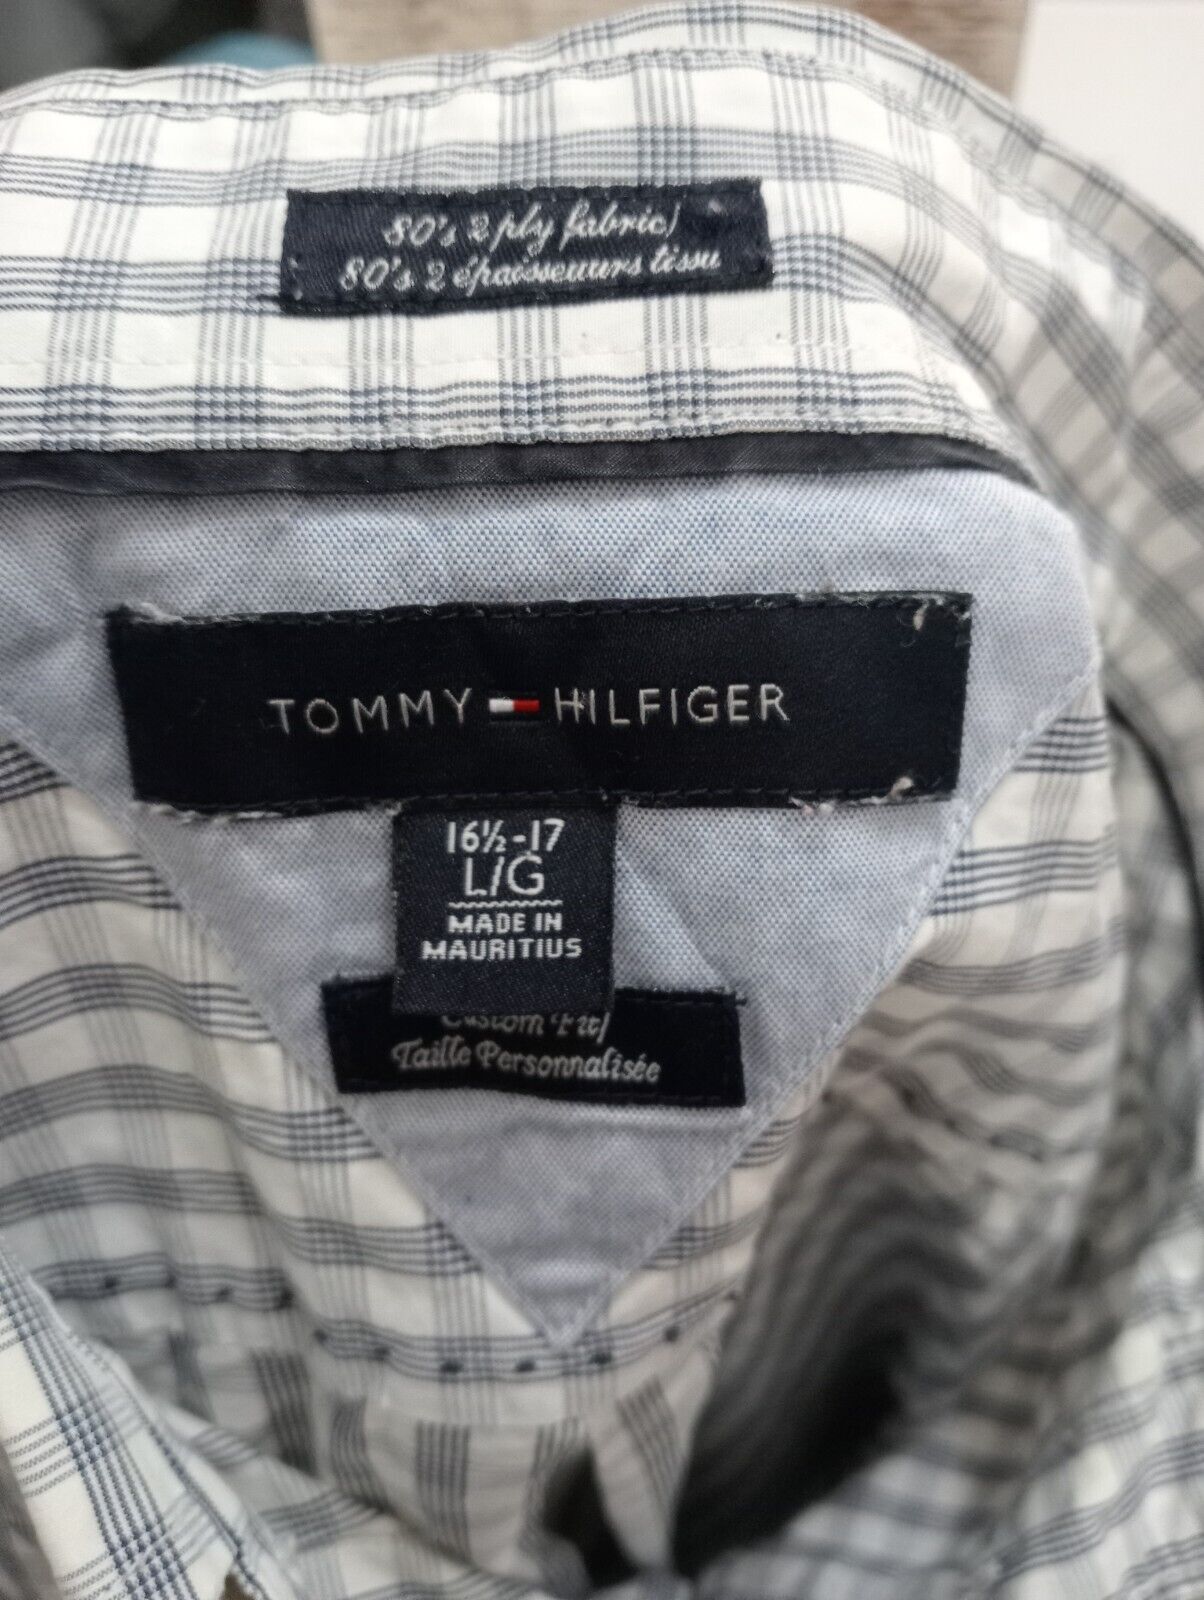 80's 2 ply fabric/
80's 2 épaisseuurs tissu
TOMMY HILFIGER
16½-17
L/G
MADE IN
MAURITIUS
Custom Fit/
Taille Personnalisée